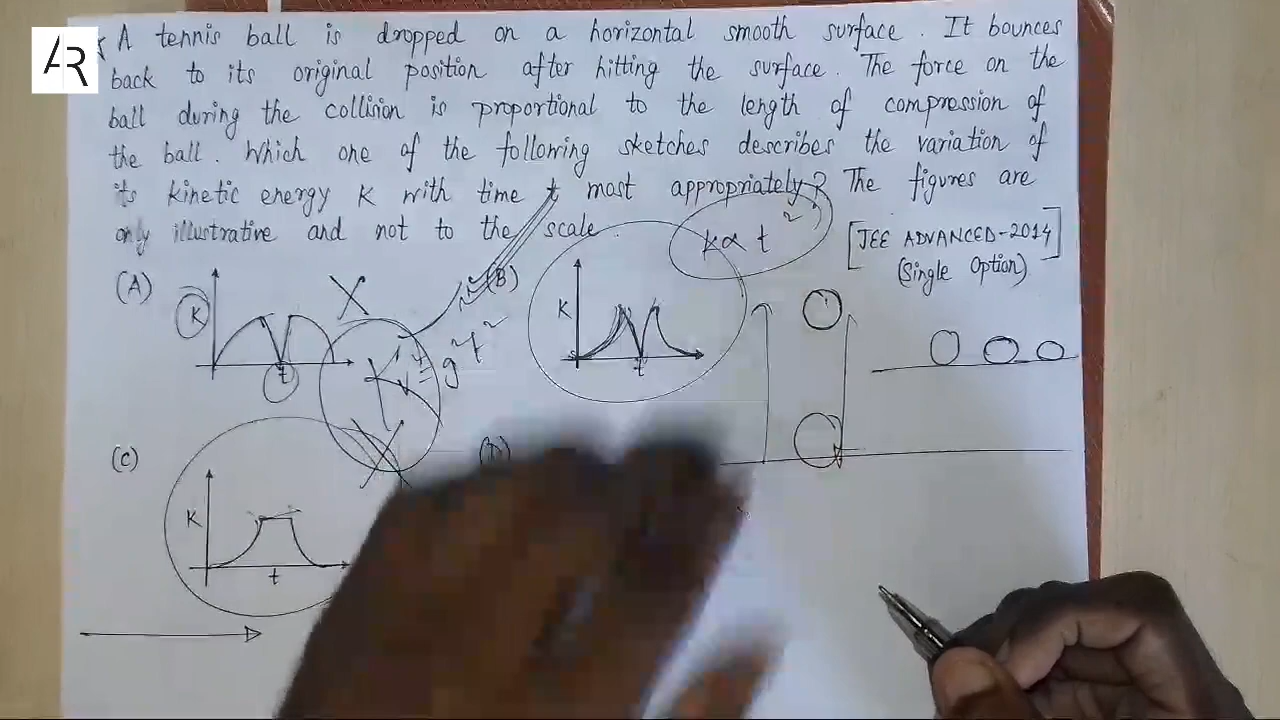 AR
* A tennis ball is dropped on a horizontal smooth surface. It bounces
back to its original position after hitting the surface. The force on the
ball during the collision is proportional to the length of compression of
the ball. Which one of the following sketches describes the variation of
its kinetic energy K with time t most appropriately? The figures are
only illustrative and not to the scale.
K ∝ t²
[JEE ADVANCED-2014]
(Single Option)
(A)
K
t
(B)
K
t
g²t²
(C)
K
t
(D)